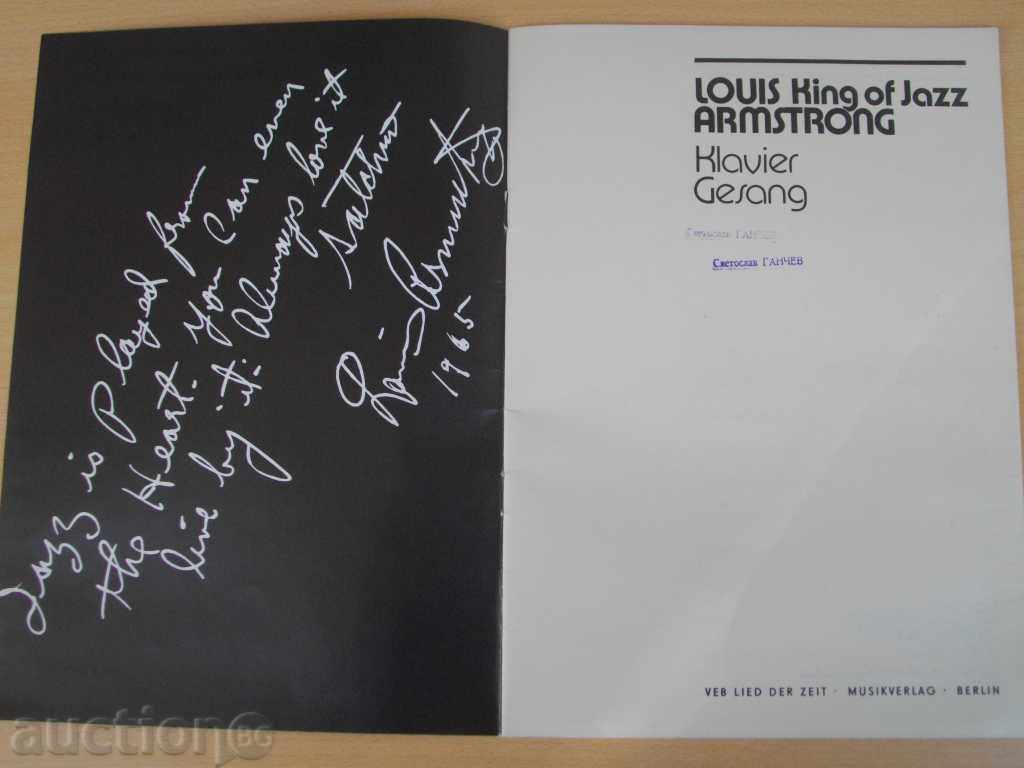 Jazz is Played from
the Heart. You Can even
live by it. Always love it
Satchmo
Louis Armstrong
1965
LOUIS King of Jazz
ARMSTRONG
Klavier
Gesang
Светослав ГАНЧЕВ
Светослав ГАНЧЕВ
VEB LIED DER ZEIT · MUSIKVERLAG · BERLIN
auction BG